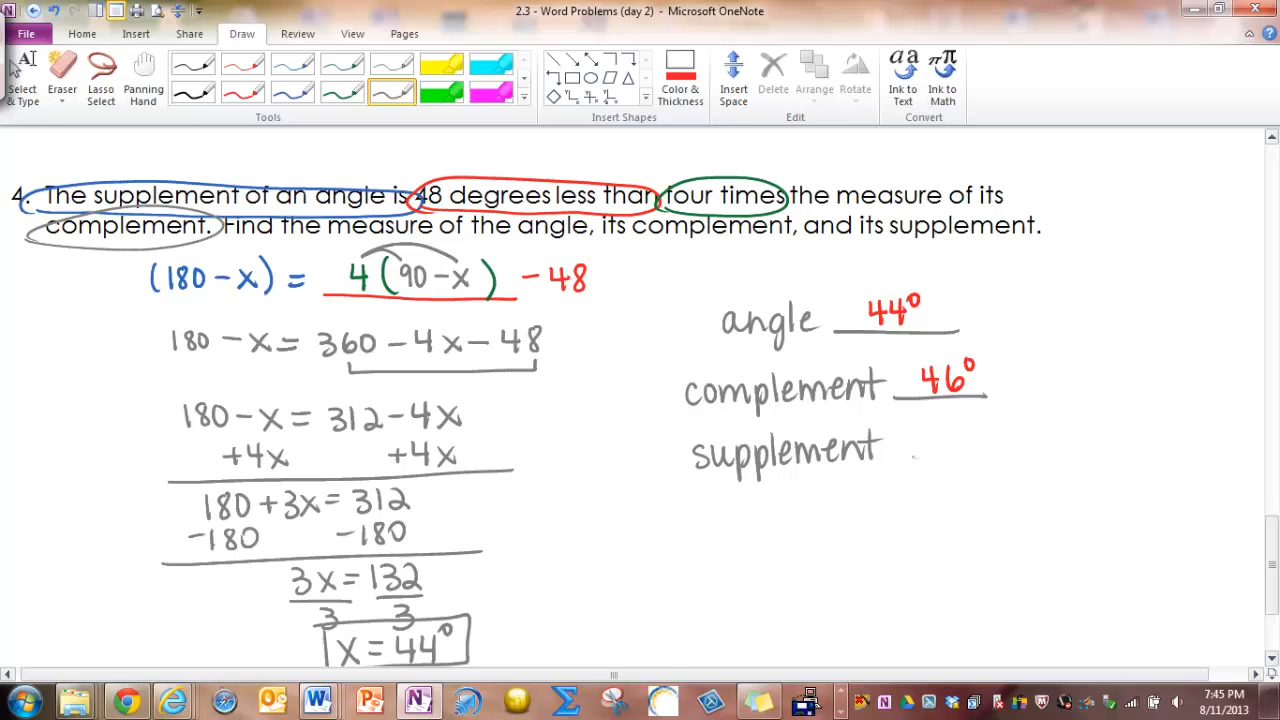 2.3 - Word Problems (day 2) - Microsoft OneNote
File Home Insert Share Draw Review View Pages
Select & Type Eraser Lasso Select Panning Hand Color & Thickness Insert Space Delete Arrange Rotate Ink to Text Ink to Math
Tools Insert Shapes Edit Convert
4. The supplement of an angle is 48 degrees less than four times the measure of its
complement. Find the measure of the angle, its complement, and its supplement.
(180 - x) = 4(90 - x) - 48
angle 44°
180 - x = 360 - 4x - 48
complement 46°
180 - x = 312 - 4x
+4x +4x
supplement
180 + 3x = 312
-180 -180
3x = 132
3 3
x = 44°
7:45 PM
8/11/2013